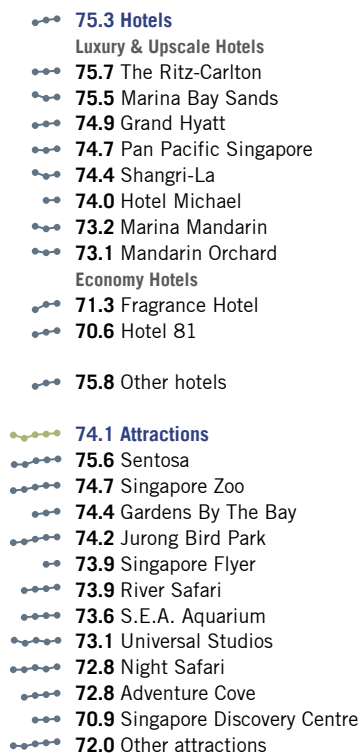 75.3 Hotels
Luxury & Upscale Hotels
75.7 The Ritz-Carlton
75.5 Marina Bay Sands
74.9 Grand Hyatt
74.7 Pan Pacific Singapore
74.4 Shangri-La
74.0 Hotel Michael
73.2 Marina Mandarin
73.1 Mandarin Orchard
Economy Hotels
71.3 Fragrance Hotel
70.6 Hotel 81
75.8 Other hotels
74.1 Attractions
75.6 Sentosa
74.7 Singapore Zoo
74.4 Gardens By The Bay
74.2 Jurong Bird Park
73.9 Singapore Flyer
73.9 River Safari
73.6 S.E.A. Aquarium
73.1 Universal Studios
72.8 Night Safari
72.8 Adventure Cove
70.9 Singapore Discovery Centre
72.0 Other attractions